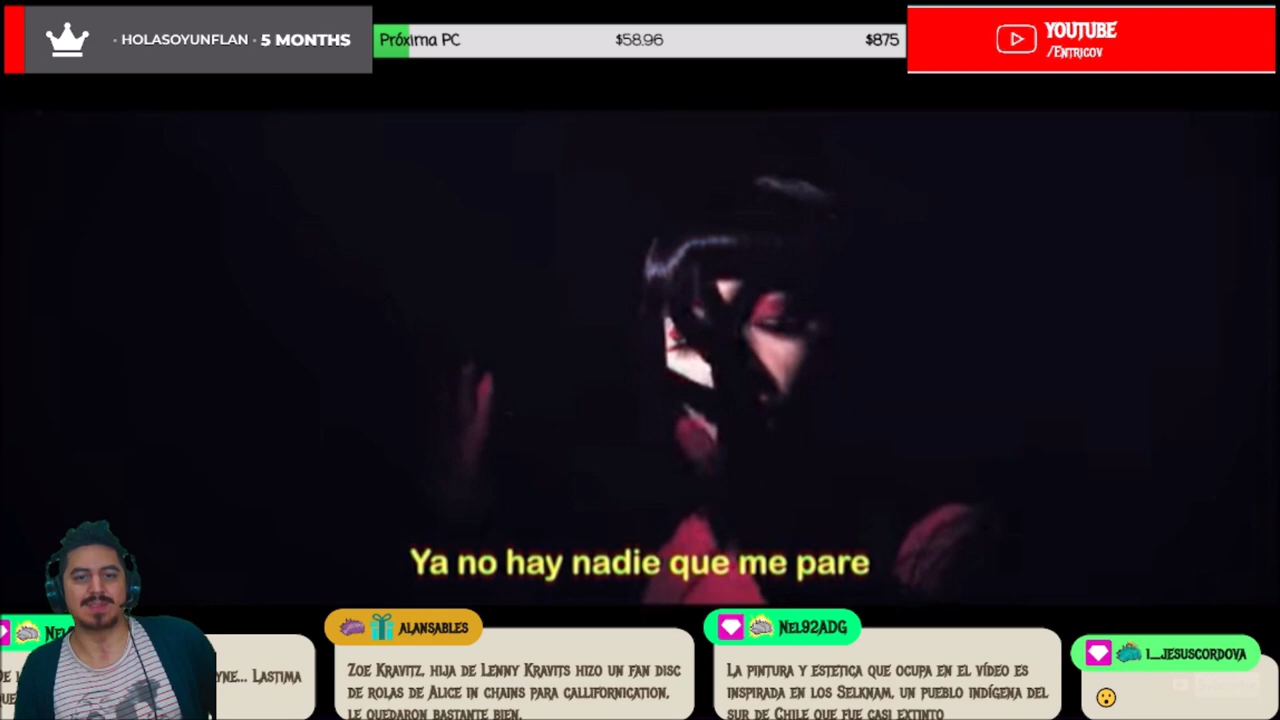 - HOLASOYUNFLAN - 5 MONTHS
Próxima PC $58.96 $875
YOUTUBE
/ENTRICOV
Ya no hay nadie que me pare
ALANSABLES
ZOE KRAVITZ, HIJA DE LENNY KRAVITS HIZO UN FAN DISC
DE ROLAS DE ALICE IN CHAINS PARA CALLIFORNICATION,
LE QUEDARON BASTANTE BIEN.
NEL92ADG
LA PINTURA Y ESTETICA QUE OCUPA EN EL VÍDEO ES
INSPIRADA EN LOS SELKNAM, UN PUEBLO INDÍGENA DEL
SUR DE CHILE QUE FUE CASI EXTINTO
1__JESUSCORDOVA
LASTIMA